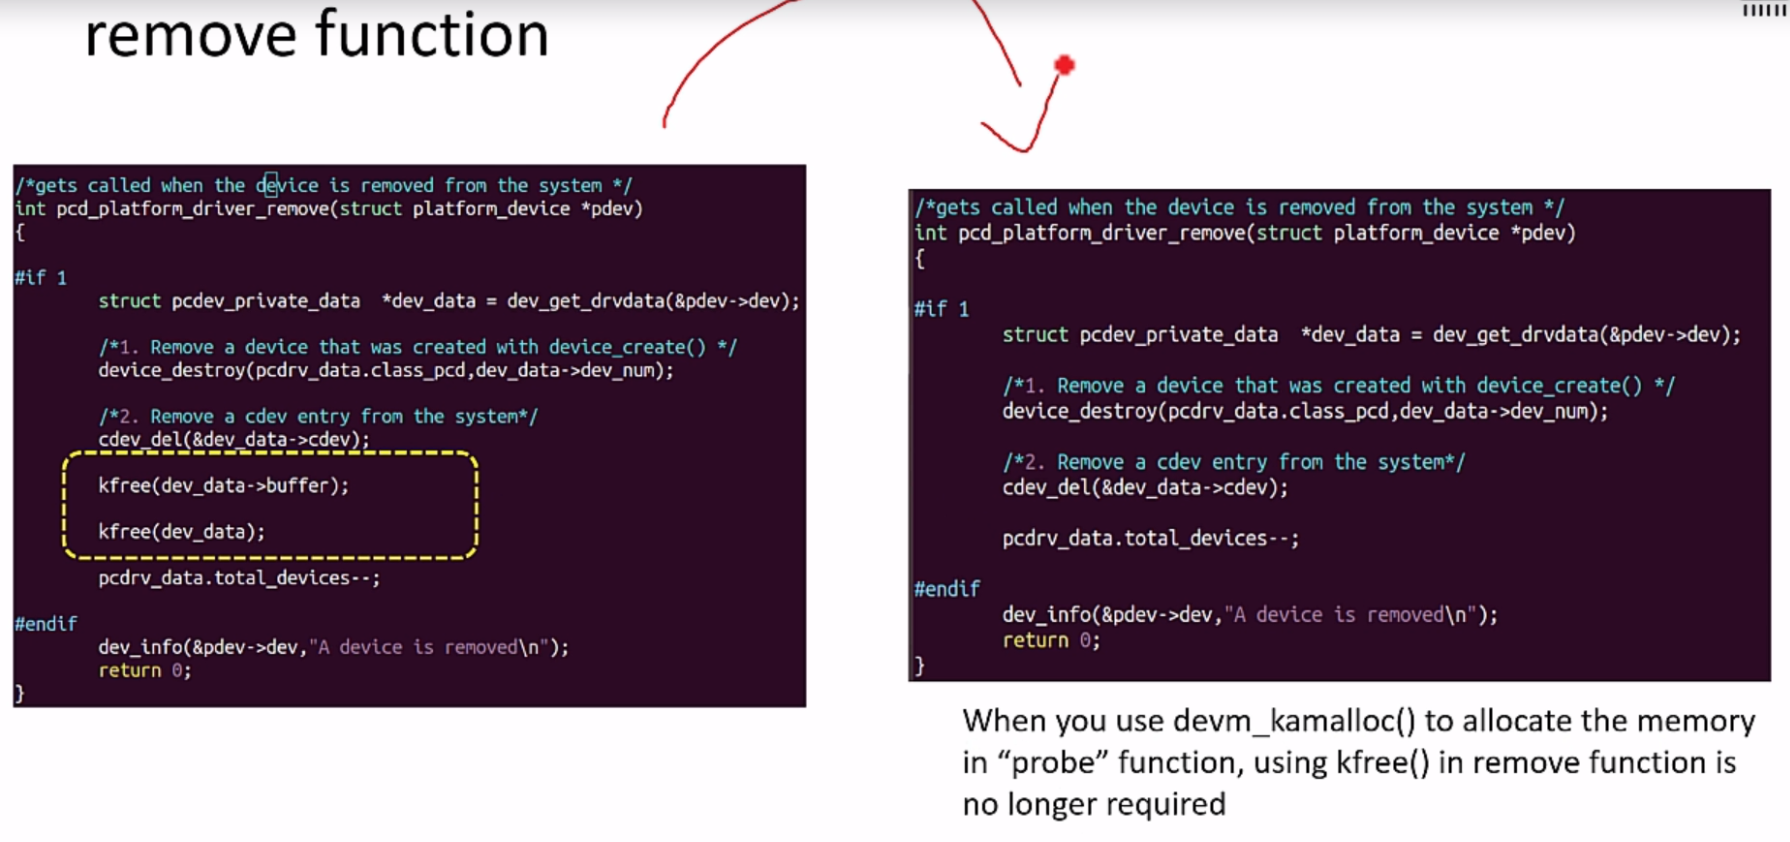 remove function
/*gets called when the device is removed from the system */
int pcd_platform_driver_remove(struct platform_device *pdev)
{
#if 1
struct pcdev_private_data  *dev_data = dev_get_drvdata(&pdev->dev);
/*1. Remove a device that was created with device_create() */
device_destroy(pcdrv_data.class_pcd,dev_data->dev_num);
/*2. Remove a cdev entry from the system*/
cdev_del(&dev_data->cdev);
kfree(dev_data->buffer);
kfree(dev_data);
pcdrv_data.total_devices--;
#endif
dev_info(&pdev->dev,"A device is removed\n");
return 0;
}
/*gets called when the device is removed from the system */
int pcd_platform_driver_remove(struct platform_device *pdev)
{
#if 1
struct pcdev_private_data  *dev_data = dev_get_drvdata(&pdev->dev);
/*1. Remove a device that was created with device_create() */
device_destroy(pcdrv_data.class_pcd,dev_data->dev_num);
/*2. Remove a cdev entry from the system*/
cdev_del(&dev_data->cdev);
pcdrv_data.total_devices--;
#endif
dev_info(&pdev->dev,"A device is removed\n");
return 0;
}
When you use devm_kamalloc() to allocate the memory
in “probe” function, using kfree() in remove function is
no longer required